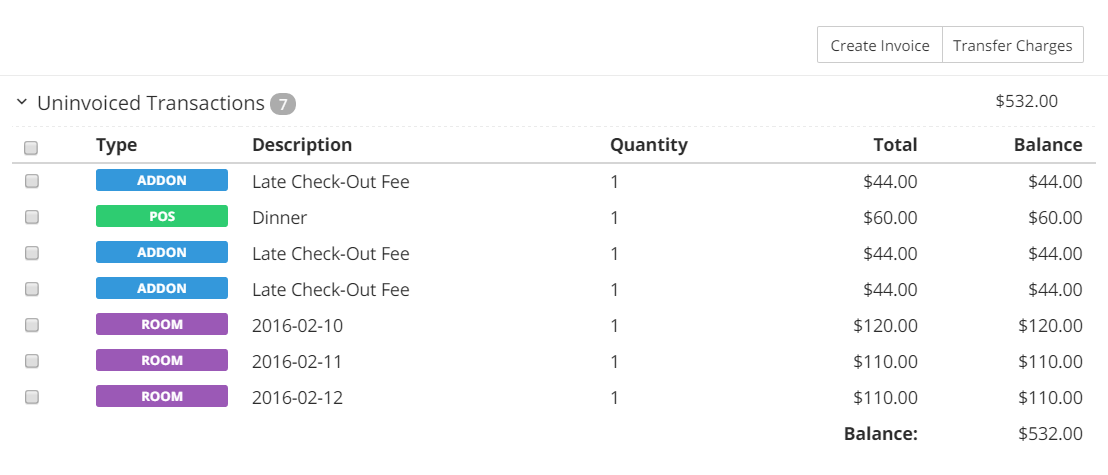 Create Invoice Transfer Charges
Uninvoiced Transactions 7 $532.00
Type Description Quantity Total Balance
ADDON Late Check-Out Fee 1 $44.00 $44.00
POS Dinner 1 $60.00 $60.00
ADDON Late Check-Out Fee 1 $44.00 $44.00
ADDON Late Check-Out Fee 1 $44.00 $44.00
ROOM 2016-02-10 1 $120.00 $120.00
ROOM 2016-02-11 1 $110.00 $110.00
ROOM 2016-02-12 1 $110.00 $110.00
Balance: $532.00